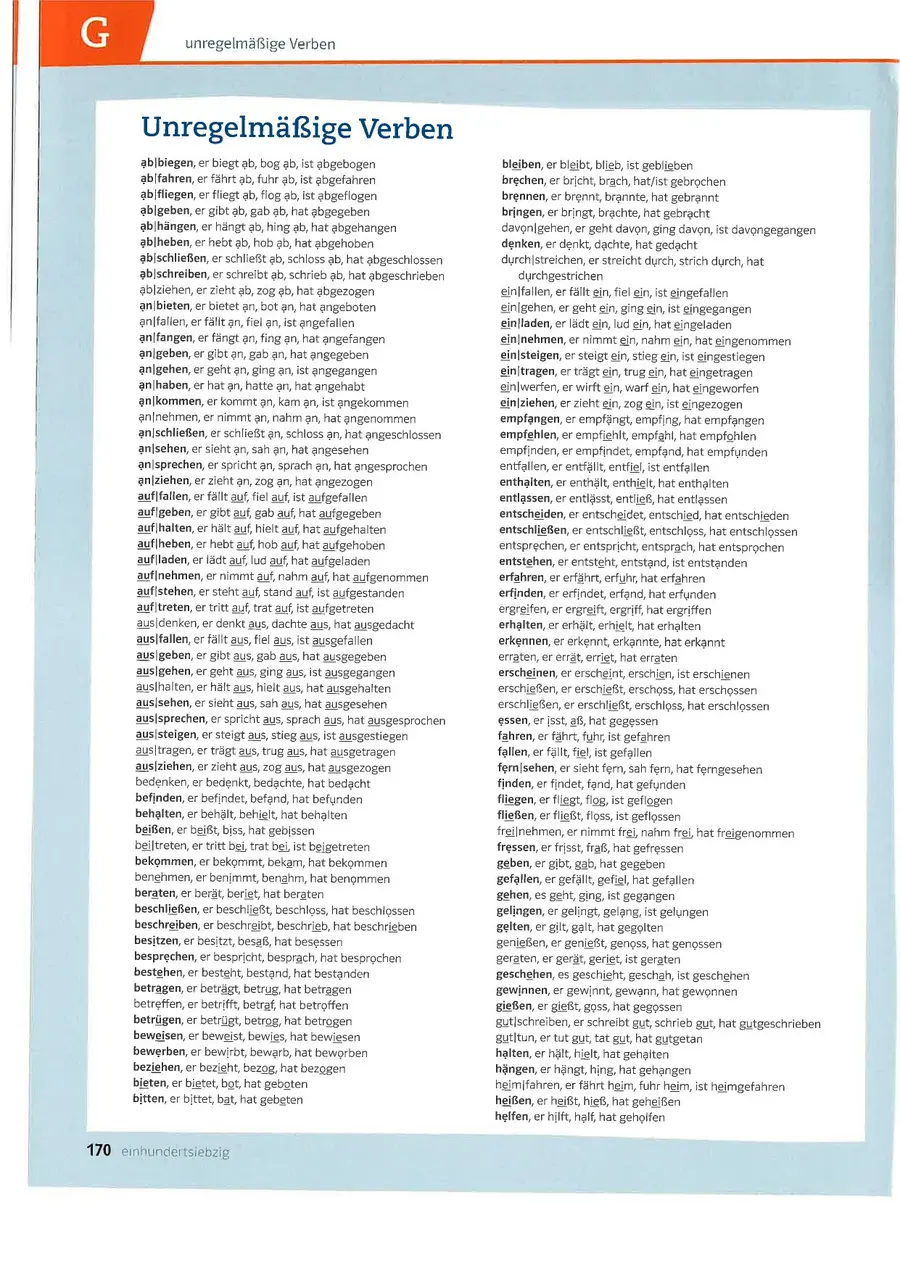 G
unregelmäßige Verben
Unregelmäßige Verben
ab|biegen, er biegt ab, bog ab, ist abgebogen
ab|fahren, er fährt ab, fuhr ab, ist abgefahren
ab|fliegen, er fliegt ab, flog ab, ist abgeflogen
ab|geben, er gibt ab, gab ab, hat abgegeben
ab|hängen, er hängt ab, hing ab, hat abgehangen
ab|heben, er hebt ab, hob ab, hat abgehoben
ab|schließen, er schließt ab, schloss ab, hat abgeschlossen
ab|schreiben, er schreibt ab, schrieb ab, hat abgeschrieben
ab|ziehen, er zieht ab, zog ab, hat abgezogen
an|bieten, er bietet an, bot an, hat angeboten
an|fallen, er fällt an, fiel an, ist angefallen
an|fangen, er fängt an, fing an, hat angefangen
an|geben, er gibt an, gab an, hat angegeben
an|gehen, er geht an, ging an, ist angegangen
an|haben, er hat an, hatte an, hat angehabt
an|kommen, er kommt an, kam an, ist angekommen
an|nehmen, er nimmt an, nahm an, hat angenommen
an|schließen, er schließt an, schloss an, hat angeschlossen
an|sehen, er sieht an, sah an, hat angesehen
an|sprechen, er spricht an, sprach an, hat angesprochen
an|ziehen, er zieht an, zog an, hat angezogen
auf|fallen, er fällt auf, fiel auf, ist aufgefallen
auf|geben, er gibt auf, gab auf, hat aufgegeben
auf|halten, er hält auf, hielt auf, hat aufgehalten
auf|heben, er hebt auf, hob auf, hat aufgehoben
auf|laden, er lädt auf, lud auf, hat aufgeladen
auf|nehmen, er nimmt auf, nahm auf, hat aufgenommen
auf|stehen, er steht auf, stand auf, ist aufgestanden
auf|treten, er tritt auf, trat auf, ist aufgetreten
aus|denken, er denkt aus, dachte aus, hat ausgedacht
aus|fallen, er fällt aus, fiel aus, ist ausgefallen
aus|geben, er gibt aus, gab aus, hat ausgegeben
aus|gehen, er geht aus, ging aus, ist ausgegangen
aus|halten, er hält aus, hielt aus, hat ausgehalten
aus|sehen, er sieht aus, sah aus, hat ausgesehen
aus|sprechen, er spricht aus, sprach aus, hat ausgesprochen
aus|steigen, er steigt aus, stieg aus, ist ausgestiegen
aus|tragen, er trägt aus, trug aus, hat ausgetragen
aus|ziehen, er zieht aus, zog aus, hat ausgezogen
bedenken, er bedenkt, bedachte, hat bedacht
befinden, er befindet, befand, hat befunden
behalten, er behält, behielt, hat behalten
beißen, er beißt, biss, hat gebissen
bei|treten, er tritt bei, trat bei, ist beigetreten
bekommen, er bekommt, bekam, hat bekommen
benehmen, er benimmt, benahm, hat benommen
beraten, er berät, beriet, hat beraten
beschließen, er beschließt, beschloss, hat beschlossen
beschreiben, er beschreibt, beschrieb, hat beschrieben
besitzen, er besitzt, besaß, hat besessen
besprechen, er bespricht, besprach, hat besprochen
bestehen, er besteht, bestand, hat bestanden
betragen, er beträgt, betrug, hat betragen
betreffen, er betrifft, betraf, hat betroffen
betrügen, er betrügt, betrog, hat betrogen
beweisen, er beweist, bewies, hat bewiesen
bewerben, er bewirbt, bewarb, hat beworben
beziehen, er bezieht, bezog, hat bezogen
bieten, er bietet, bot, hat geboten
bitten, er bittet, bat, hat gebeten
bleiben, er bleibt, blieb, ist geblieben
brechen, er bricht, brach, hat/ist gebrochen
brennen, er brennt, brannte, hat gebrannt
bringen, er bringt, brachte, hat gebracht
davon|gehen, er geht davon, ging davon, ist davongegangen
denken, er denkt, dachte, hat gedacht
durch|streichen, er streicht durch, strich durch, hat
durchgestrichen
ein|fallen, er fällt ein, fiel ein, ist eingefallen
ein|gehen, er geht ein, ging ein, ist eingegangen
ein|laden, er lädt ein, lud ein, hat eingeladen
ein|nehmen, er nimmt ein, nahm ein, hat eingenommen
ein|steigen, er steigt ein, stieg ein, ist eingestiegen
ein|tragen, er trägt ein, trug ein, hat eingetragen
ein|werfen, er wirft ein, warf ein, hat eingeworfen
ein|ziehen, er zieht ein, zog ein, ist eingezogen
empfangen, er empfängt, empfing, hat empfangen
empfehlen, er empfiehlt, empfahl, hat empfohlen
empfinden, er empfindet, empfand, hat empfunden
entfallen, er entfällt, entfiel, ist entfallen
enthalten, er enthält, enthielt, hat enthalten
entlassen, er entlässt, entließ, hat entlassen
entscheiden, er entscheidet, entschied, hat entschieden
entschließen, er entschließt, entschloss, hat entschlossen
entsprechen, er entspricht, entsprach, hat entsprochen
entstehen, er entsteht, entstand, ist entstanden
erfahren, er erfährt, erfuhr, hat erfahren
erfinden, er erfindet, erfand, hat erfunden
ergreifen, er ergreift, ergriff, hat ergriffen
erhalten, er erhält, erhielt, hat erhalten
erkennen, er erkennt, erkannte, hat erkannt
erraten, er errät, erriet, hat erraten
erscheinen, er erscheint, erschien, ist erschienen
erschießen, er erschießt, erschoss, hat erschossen
erschließen, er erschließt, erschloss, hat erschlossen
essen, er isst, aß, hat gegessen
fahren, er fährt, fuhr, ist gefahren
fallen, er fällt, fiel, ist gefallen
fern|sehen, er sieht fern, sah fern, hat ferngesehen
finden, er findet, fand, hat gefunden
fliegen, er fliegt, flog, ist geflogen
fließen, er fließt, floss, ist geflossen
frei|nehmen, er nimmt frei, nahm frei, hat freigenommen
fressen, er frisst, fraß, hat gefressen
geben, er gibt, gab, hat gegeben
gefallen, er gefällt, gefiel, hat gefallen
gehen, es geht, ging, ist gegangen
gelingen, er gelingt, gelang, ist gelungen
gelten, er gilt, galt, hat gegolten
genießen, er genießt, genoss, hat genossen
geraten, er gerät, geriet, ist geraten
geschehen, es geschieht, geschah, ist geschehen
gewinnen, er gewinnt, gewann, hat gewonnen
gießen, er gießt, goss, hat gegossen
gut|schreiben, er schreibt gut, schrieb gut, hat gutgeschrieben
gut|tun, er tut gut, tat gut, hat gutgetan
halten, er hält, hielt, hat gehalten
hängen, er hängt, hing, hat gehangen
heim|fahren, er fährt heim, fuhr heim, ist heimgefahren
heißen, er heißt, hieß, hat geheißen
helfen, er hilft, half, hat geholfen
170 einhundertsiebzig